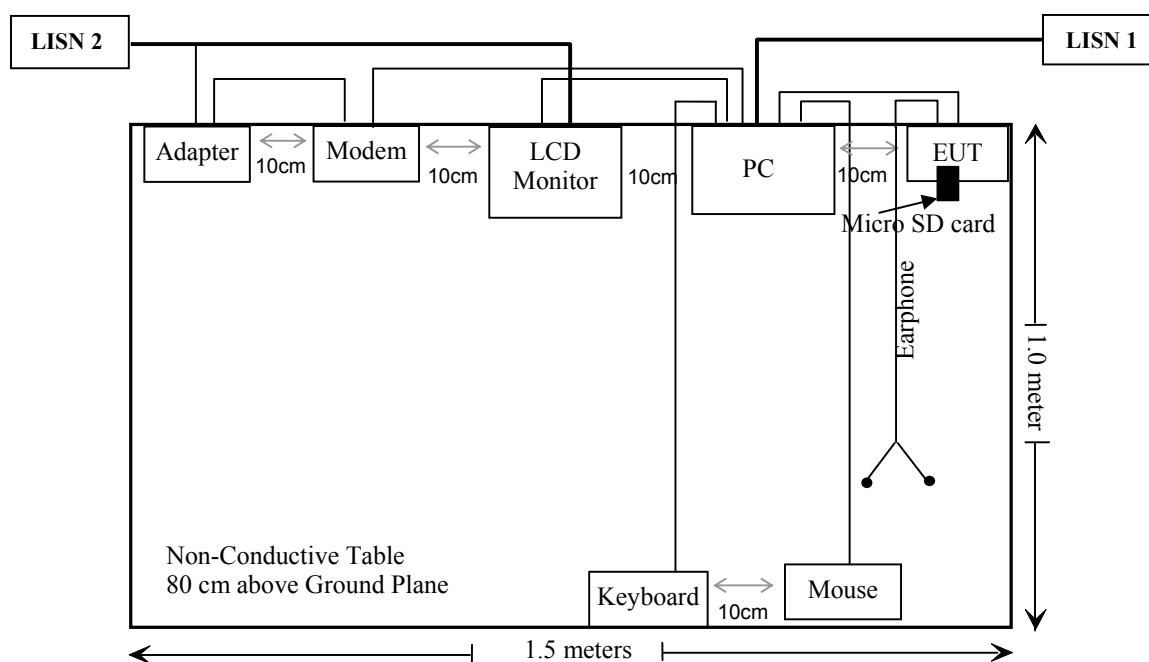 LISN 2
LISN 1
Adapter
10cm
Modem
10cm
LCD
Monitor
10cm
PC
10cm
EUT
Micro SD card
Earphone
1.0 meter
Non-Conductive Table
80 cm above Ground Plane
Keyboard
10cm
Mouse
1.5 meters